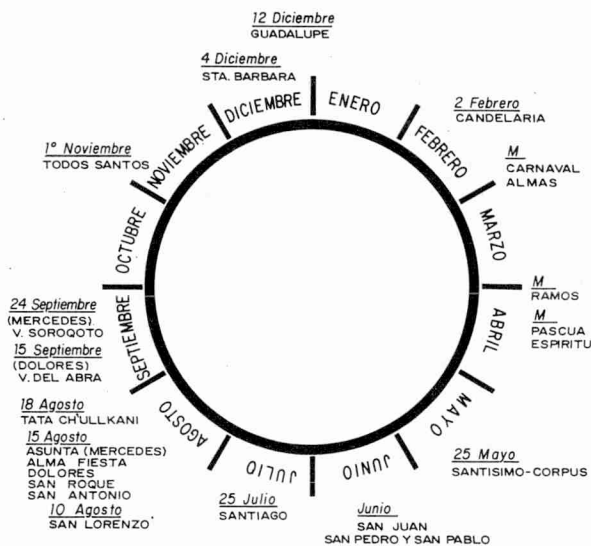 12 Diciembre
GUADALUPE
4 Diciembre
STA. BARBARA
DICIEMBRE
ENERO
2 Febrero
CANDELARIA
FEBRERO
M
CARNAVAL
ALMAS
MARZO
M
RAMOS
M
PASCUA
ESPIRITU
ABRIL
MAYO
25 Mayo
SANTISIMO-CORPUS
JUNIO
Junio
SAN JUAN
SAN PEDRO Y SAN PABLO
JULIO
25 Julio
SANTIAGO
AGOSTO
18 Agosto
TATA CH'ULLKANI
15 Agosto
ASUNTA (MERCEDES)
ALMA FIESTA
DOLORES
SAN ROQUE
SAN ANTONIO
10 Agosto
SAN LORENZO
SEPTIEMBRE
24 Septiembre
(MERCEDES)
V. SOROQOTO
15 Septiembre
(DOLORES)
V. DEL ABRA
OCTUBRE
NOVIEMBRE
1° Noviembre
TODOS SANTOS